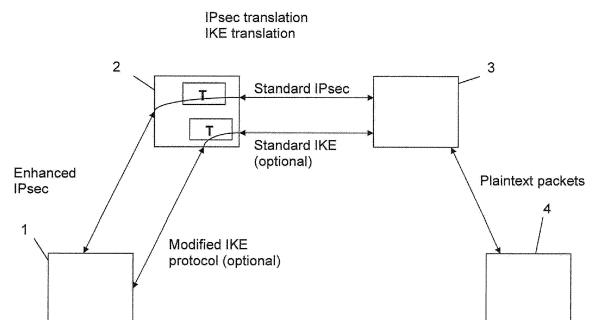 IPsec translation
IKE translation
2
3
T
Standard IPsec
T
Standard IKE
(optional)
Enhanced
IPsec
Plaintext packets
1
4
Modified IKE
protocol (optional)